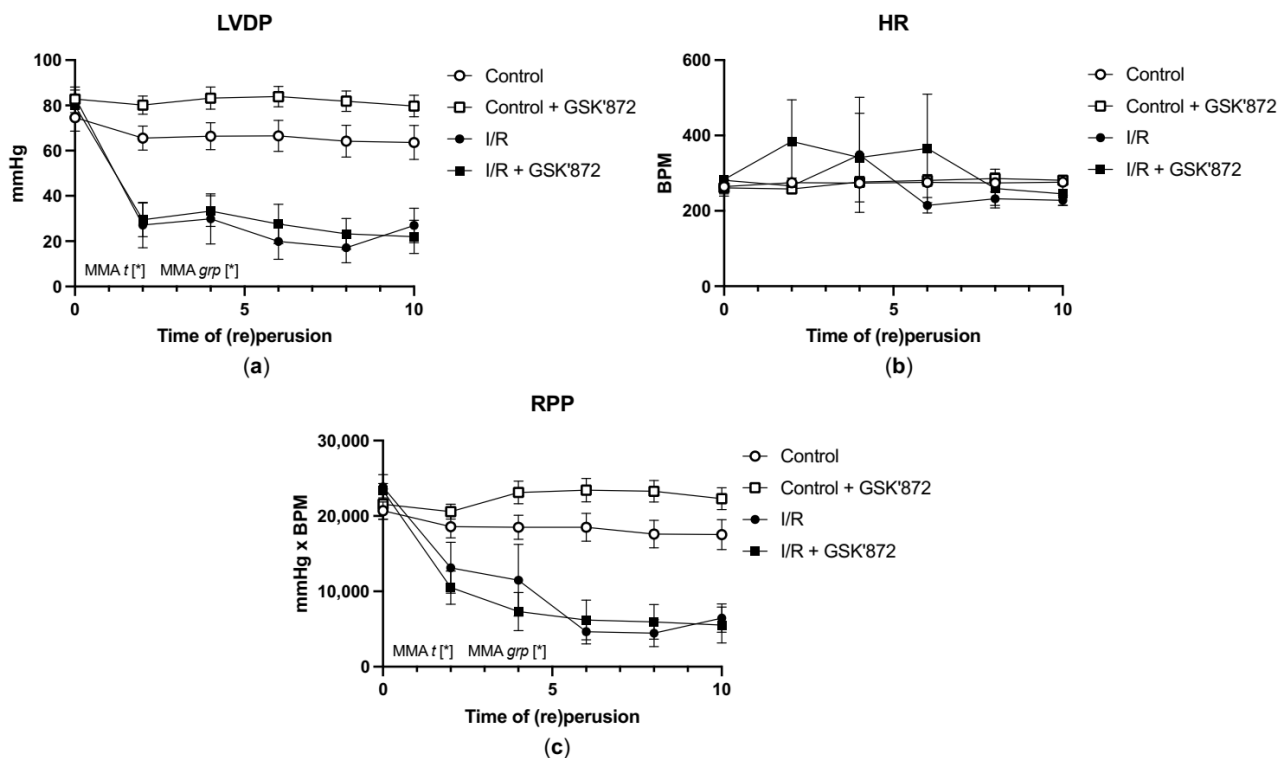 LVDP
100
80
60
40
20
0
mmHg
MMA t [*] MMA grp [*]
0 5 10
Time of (re)perusion
Control
Control + GSK'872
I/R
I/R + GSK'872
(a)
HR
600
400
200
0
BPM
0 5 10
Time of (re)perusion
Control
Control + GSK'872
I/R
I/R + GSK'872
(b)
RPP
30,000
20,000
10,000
0
mmHg x BPM
MMA t [*] MMA grp [*]
0 5 10
Time of (re)perusion
Control
Control + GSK'872
I/R
I/R + GSK'872
(c)